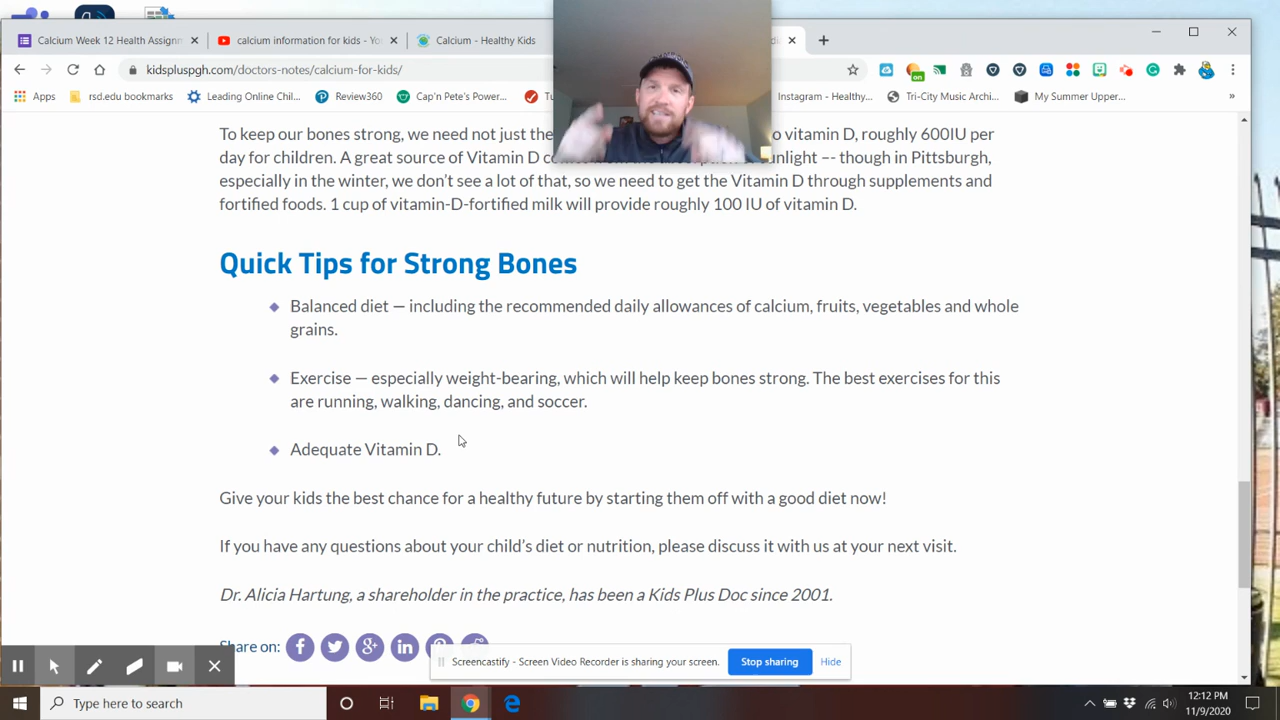 Calcium Week 12 Health Assignn
calcium information for kids - Yo
Calcium - Healthy Kids
kidspluspgh.com/doctors-notes/calcium-for-kids/
on
Apps
rsd.edu bookmarks
Leading Online Chil...
Review360
Cap'n Pete's Power...
Instagram - Healthy...
Tri-City Music Archi...
My Summer Upper...
»
To keep our bones strong, we need not just the
o vitamin D, roughly 600IU per
day for children. A great source of Vitamin D
unlight –- though in Pittsburgh,
especially in the winter, we don't see a lot of that, so we need to get the Vitamin D through supplements and
fortified foods. 1 cup of vitamin-D-fortified milk will provide roughly 100 IU of vitamin D.
Quick Tips for Strong Bones
Balanced diet — including the recommended daily allowances of calcium, fruits, vegetables and whole
grains.
Exercise — especially weight-bearing, which will help keep bones strong. The best exercises for this
are running, walking, dancing, and soccer.
Adequate Vitamin D.
Give your kids the best chance for a healthy future by starting them off with a good diet now!
If you have any questions about your child's diet or nutrition, please discuss it with us at your next visit.
Dr. Alicia Hartung, a shareholder in the practice, has been a Kids Plus Doc since 2001.
Share on:
Screencastify - Screen Video Recorder is sharing your screen.
Stop sharing
Hide
Type here to search
12:12 PM
11/9/2020